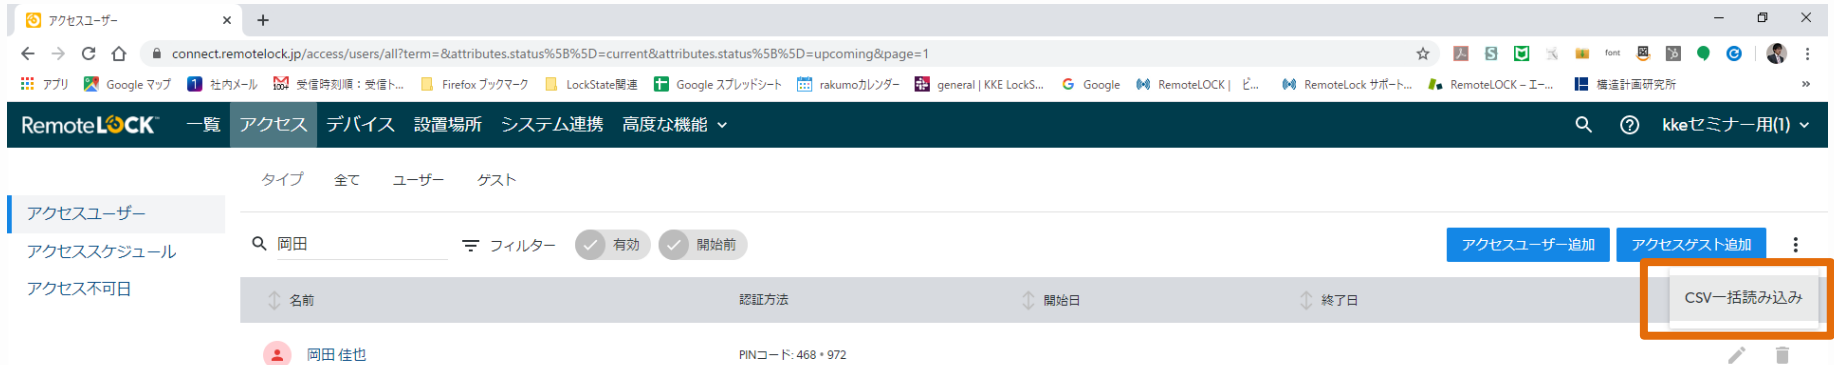 アクセスユーザー
connect.remotelock.jp/access/users/all?term=&attributes.status%5B%5D=current&attributes.status%5B%5D=upcoming&page=1
アプリ Google マップ 社内メール 受信時刻順：受信ト... Firefox ブックマーク LockState関連 Google スプレッドシート rakumoカレンダー general | KKE LockS... Google RemoteLOCK | ビ... RemoteLock サポート... RemoteLOCK – エー... 構造計画研究所 »
RemoteLOCK 一覧 アクセス デバイス 設置場所 システム連携 高度な機能 kkeセミナー用(1)
タイプ 全て ユーザー ゲスト
アクセスユーザー
アクセススケジュール
アクセス不可日
岡田 フィルター 有効 開始前 アクセスユーザー追加 アクセスゲスト追加
CSV一括読み込み
名前 認証方法 開始日 終了日
岡田 佳也 PINコード: 468 • 972